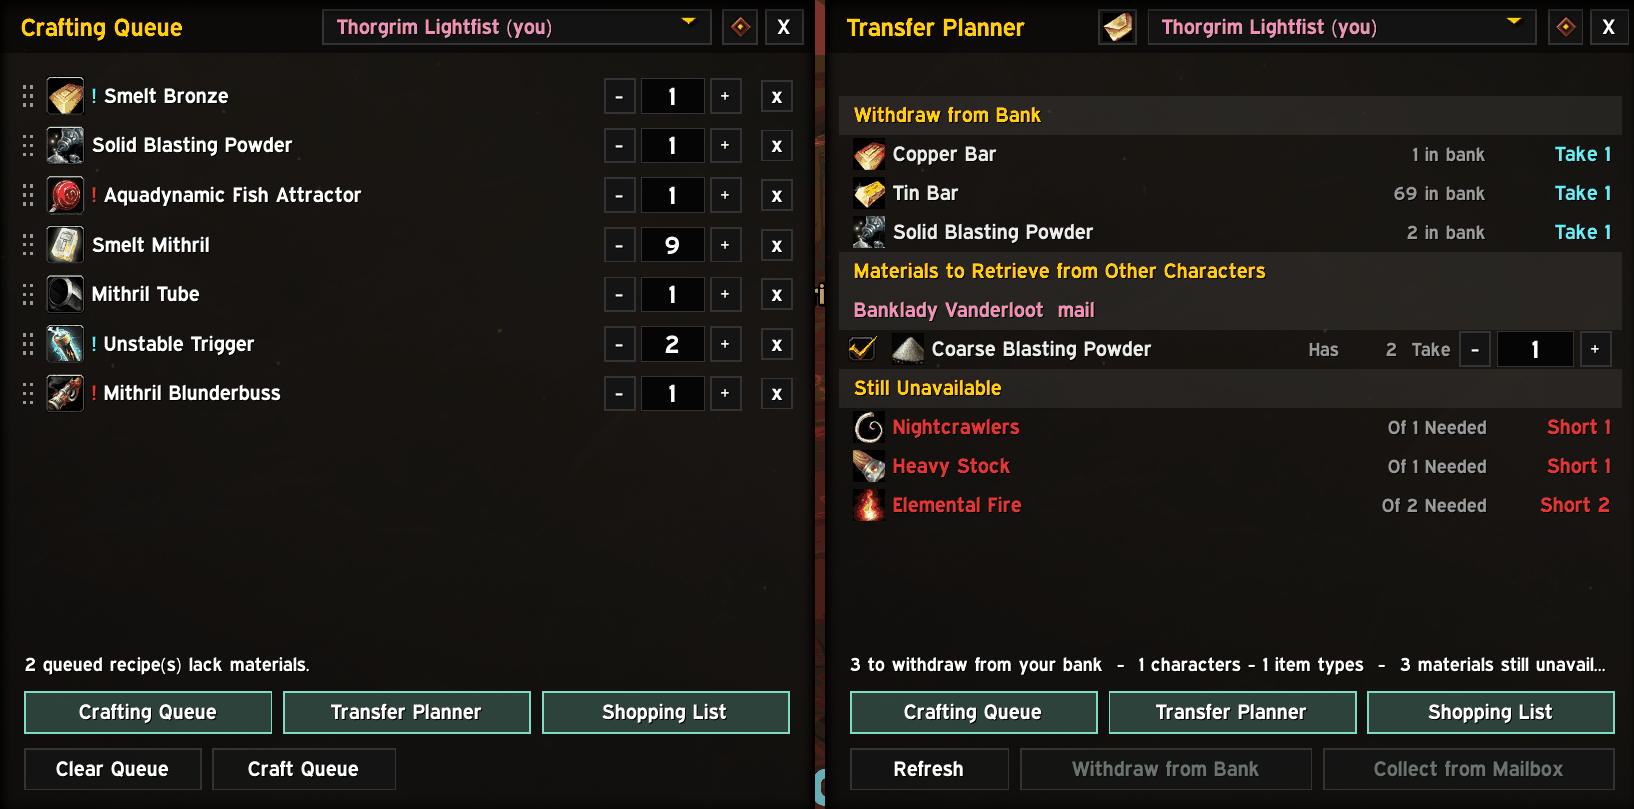 Crafting Queue
Thorgrim Lightfist (you)
X
! Smelt Bronze - 1 + x
Solid Blasting Powder - 1 + x
! Aquadynamic Fish Attractor - 1 + x
Smelt Mithril - 9 + x
Mithril Tube - 1 + x
! Unstable Trigger - 2 + x
! Mithril Blunderbuss - 1 + x
2 queued recipe(s) lack materials.
Crafting Queue Transfer Planner Shopping List
Clear Queue Craft Queue
Transfer Planner
Thorgrim Lightfist (you)
X
Withdraw from Bank
Copper Bar 1 in bank Take 1
Tin Bar 69 in bank Take 1
Solid Blasting Powder 2 in bank Take 1
Materials to Retrieve from Other Characters
Banklady Vanderloot mail
Coarse Blasting Powder Has 2 Take - 1 +
Still Unavailable
Nightcrawlers Of 1 Needed Short 1
Heavy Stock Of 1 Needed Short 1
Elemental Fire Of 2 Needed Short 2
3 to withdraw from your bank - 1 characters - 1 item types - 3 materials still unavail...
Crafting Queue Transfer Planner Shopping List
Refresh Withdraw from Bank Collect from Mailbox